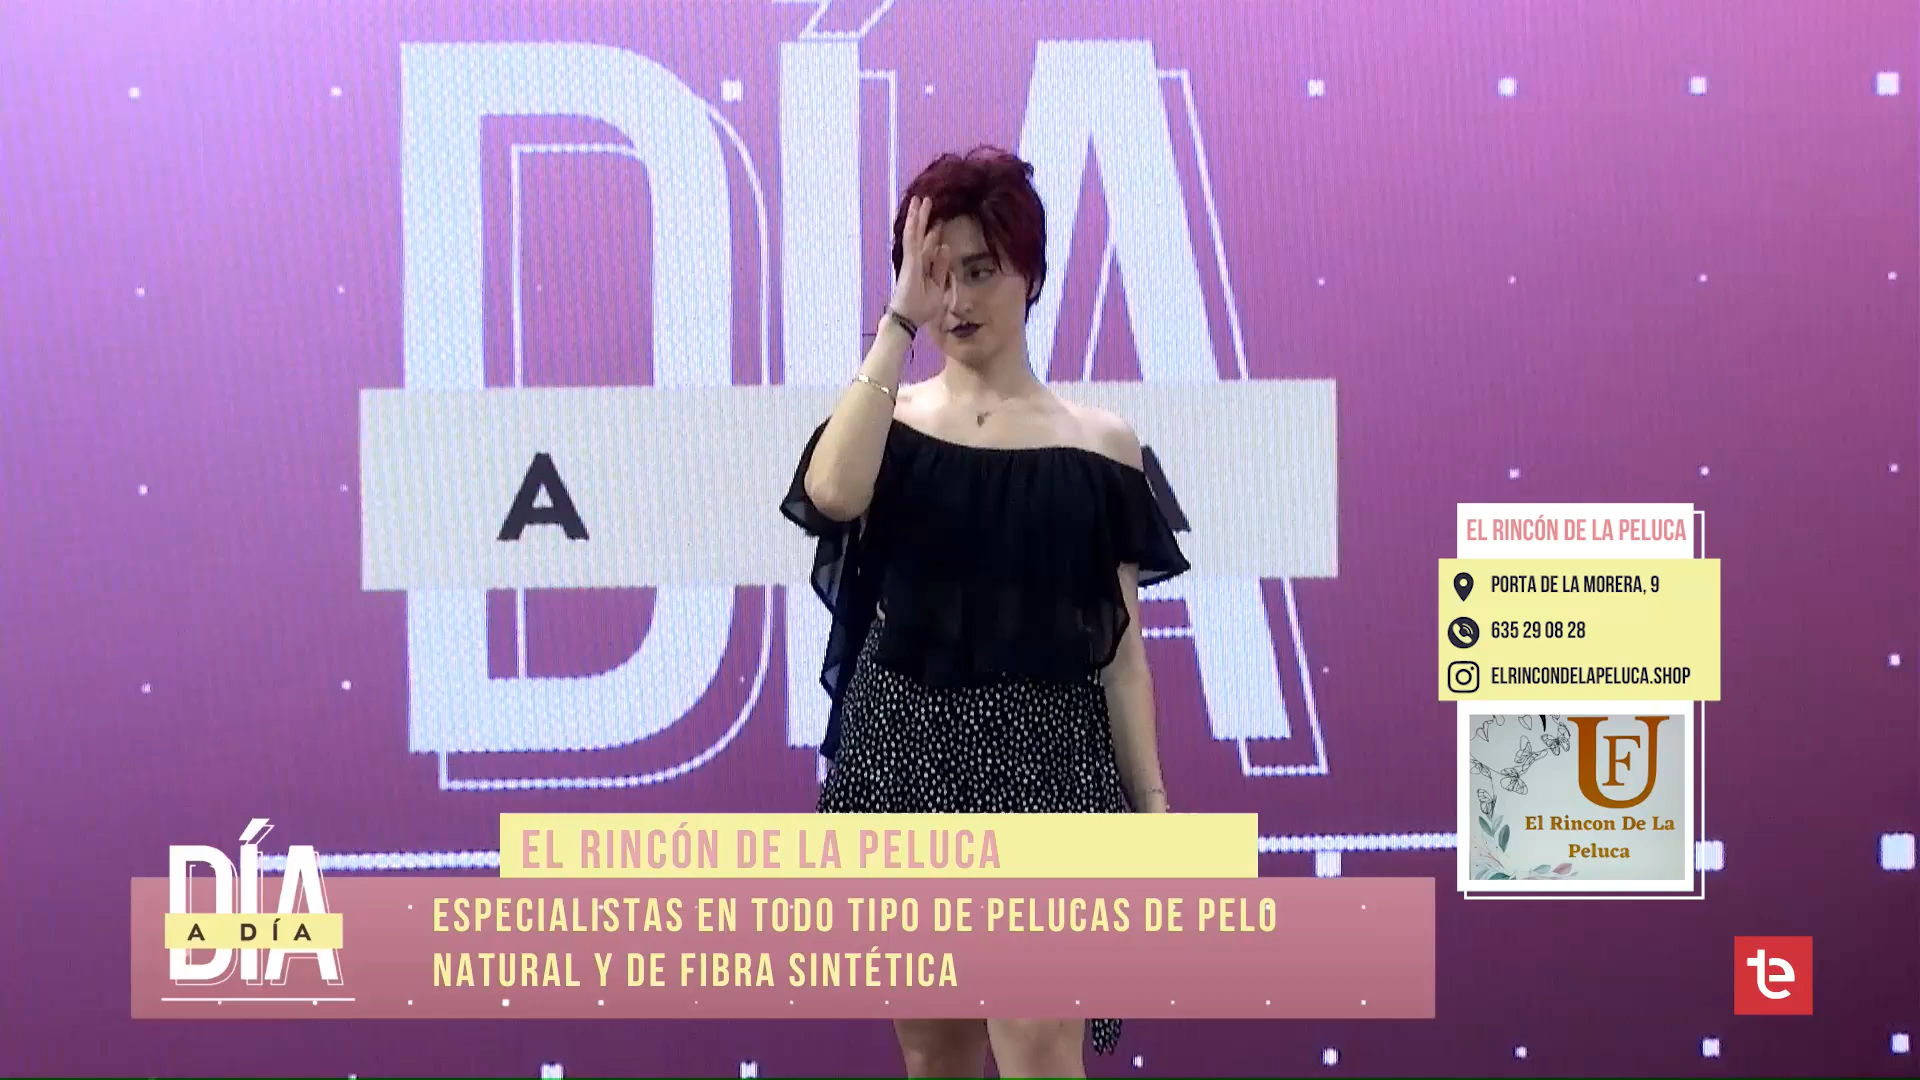 DÍA
A
EL RINCÓN DE LA PELUCA
PORTA DE LA MORERA, 9
635 29 08 28
ELRINCONDELAPELUCA.SHOP
UF
El Rincon De La
Peluca
EL RINCÓN DE LA PELUCA
ESPECIALISTAS EN TODO TIPO DE PELUCAS DE PELO
NATURAL Y DE FIBRA SINTÉTICA
DÍA
A DÍA
te